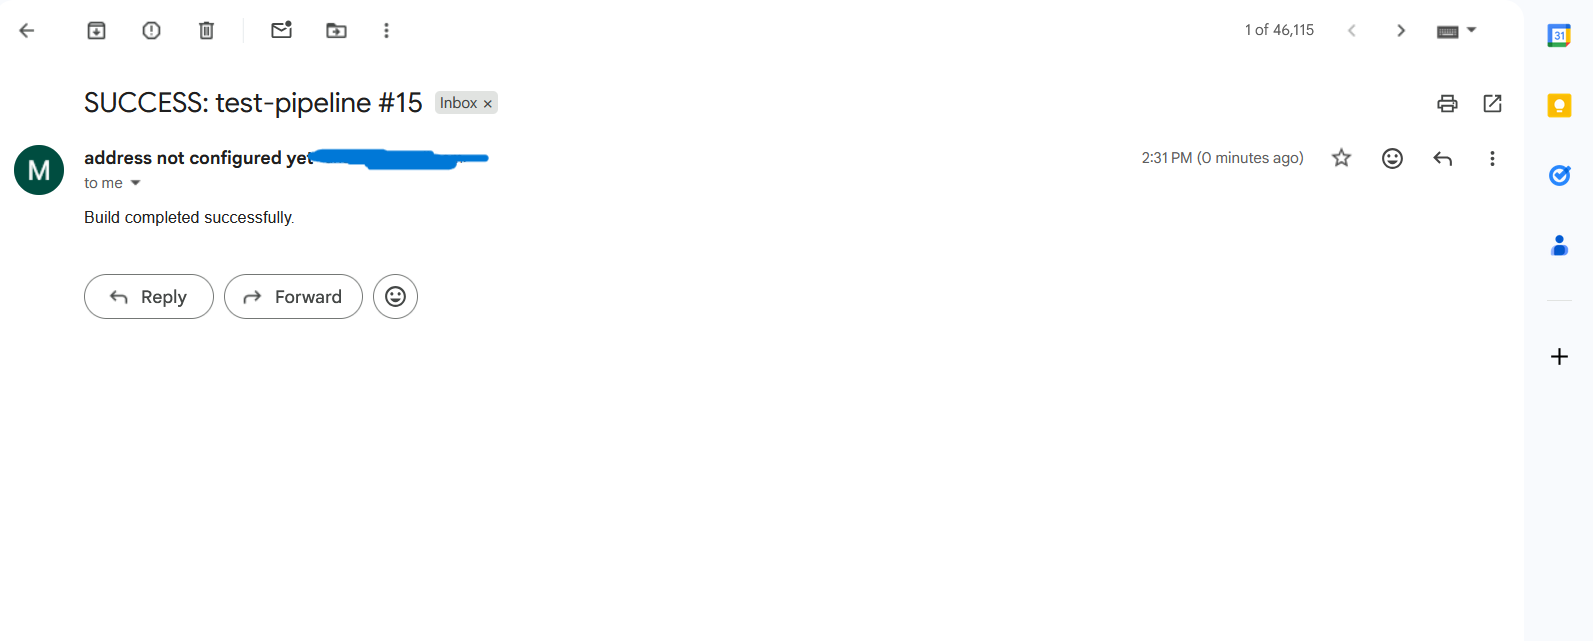 1 of 46,115
31
SUCCESS: test-pipeline #15 Inbox ×
M
address not configured yet 2:31 PM (0 minutes ago)
to me
Build completed successfully.
Reply Forward